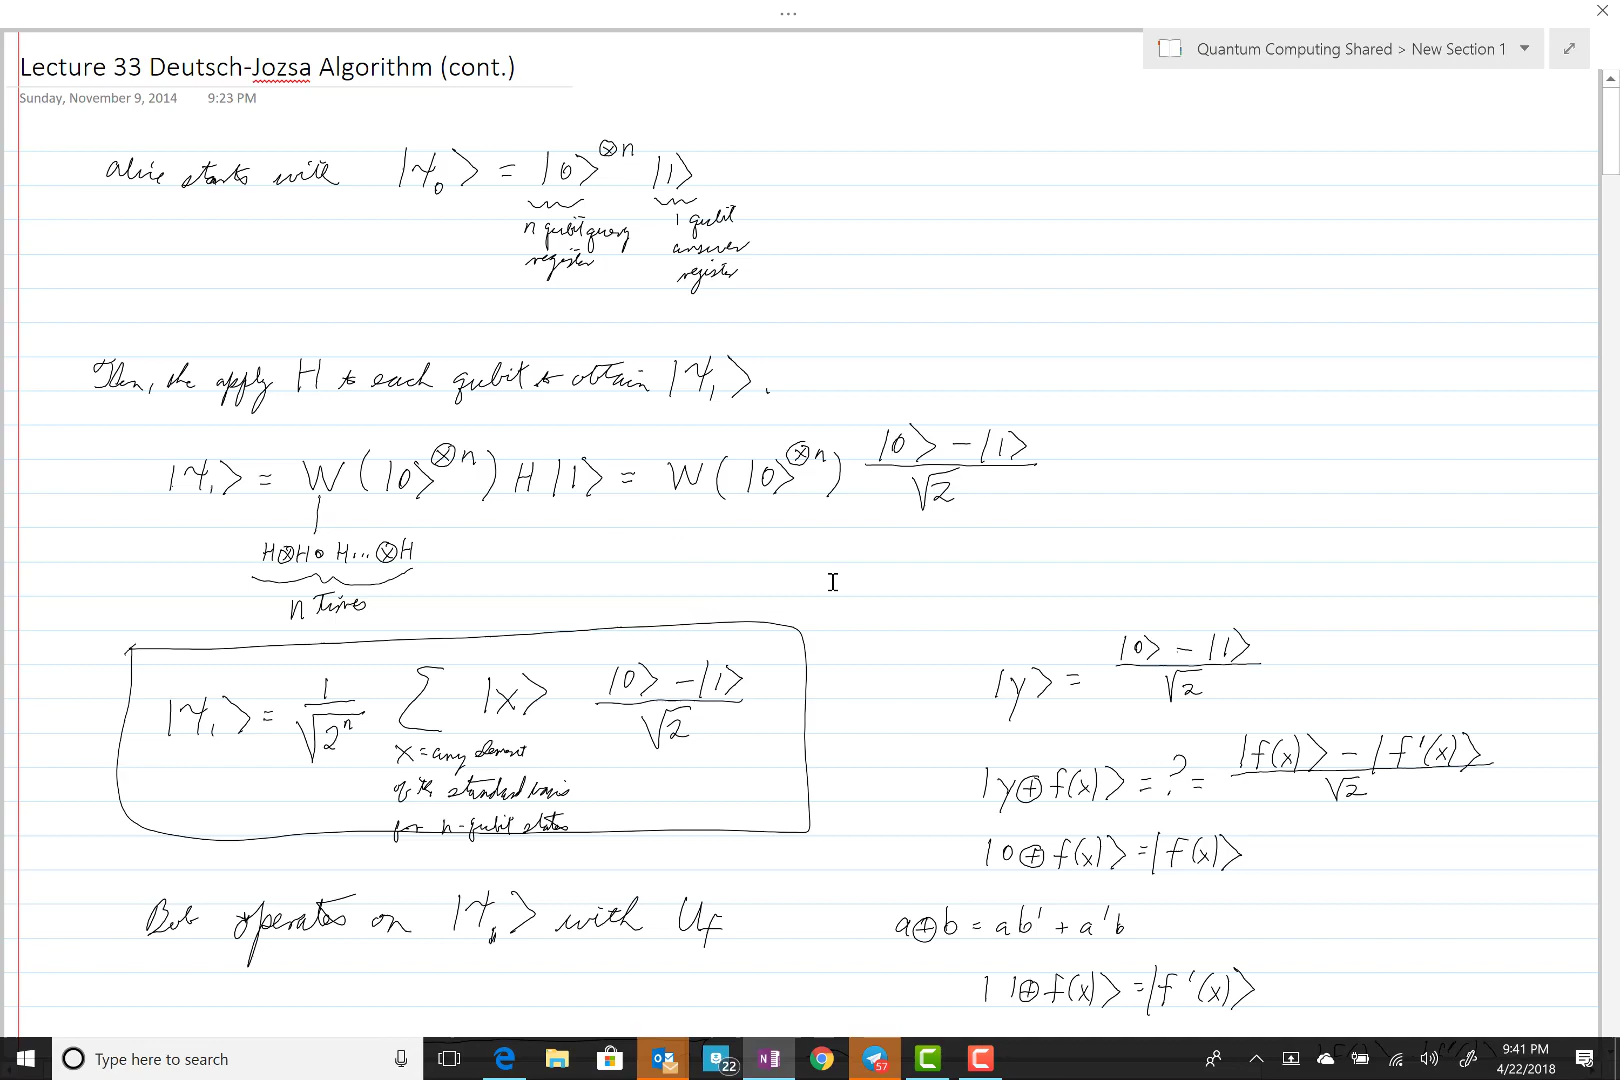 Quantum Computing Shared > New Section 1
Lecture 33 Deutsch-Jozsa Algorithm (cont.)
Sunday, November 9, 2014 9:23 PM
Alice starts with |ψ₀⟩ = |0⟩^⊗n |1⟩
n qubit query register
1 qubit answer register
Then, she apply H to each qubit to obtain |ψ₁⟩.
|ψ₁⟩ = W(|0⟩^⊗n) H|1⟩ = W(|0⟩^⊗n) (|0⟩ − |1⟩)/√2
H⊗H⊗H...⊗H
n times
|ψ₁⟩ = 1/√2ⁿ Σ |x⟩ (|0⟩ − |1⟩)/√2
x = any element
of the standard basis
for n-qubit states
|y⟩ = (|0⟩ − |1⟩)/√2
|y⊕f(x)⟩ = ? = (|f(x)⟩ − |f'(x)⟩)/√2
|0⊕f(x)⟩ = |f(x)⟩
Bob operates on |ψ₁⟩ with U_f
a⊕b = ab' + a'b
|1⊕f(x)⟩ = |f'(x)⟩
Type here to search
22
57
9:41 PM
4/22/2018